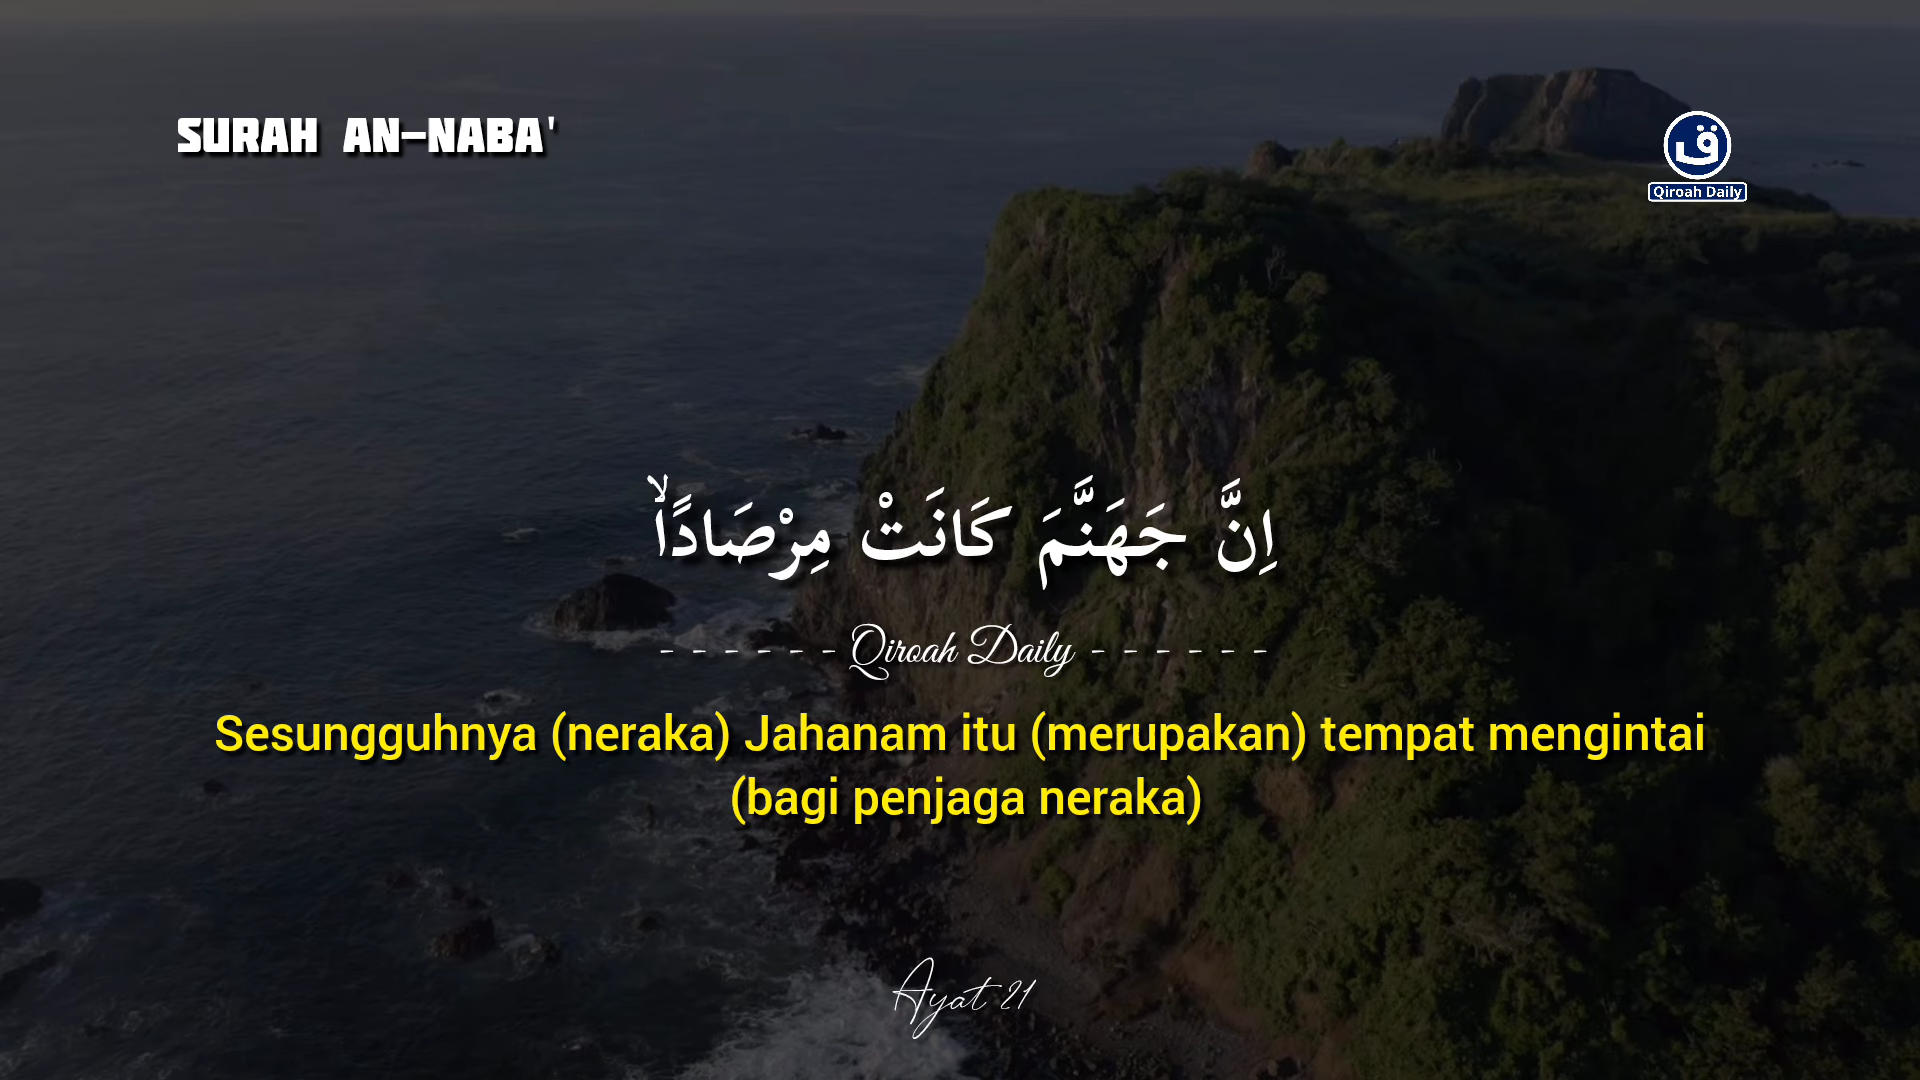 SURAH AN-NABA'
ق
Qiroah Daily
اِنَّ جَهَنَّمَ كَانَتْ مِرْصَادًاۙ
- - - - - - Qiroah Daily - - - - - -
Sesungguhnya (neraka) Jahanam itu (merupakan) tempat mengintai
(bagi penjaga neraka)
Ayat 21